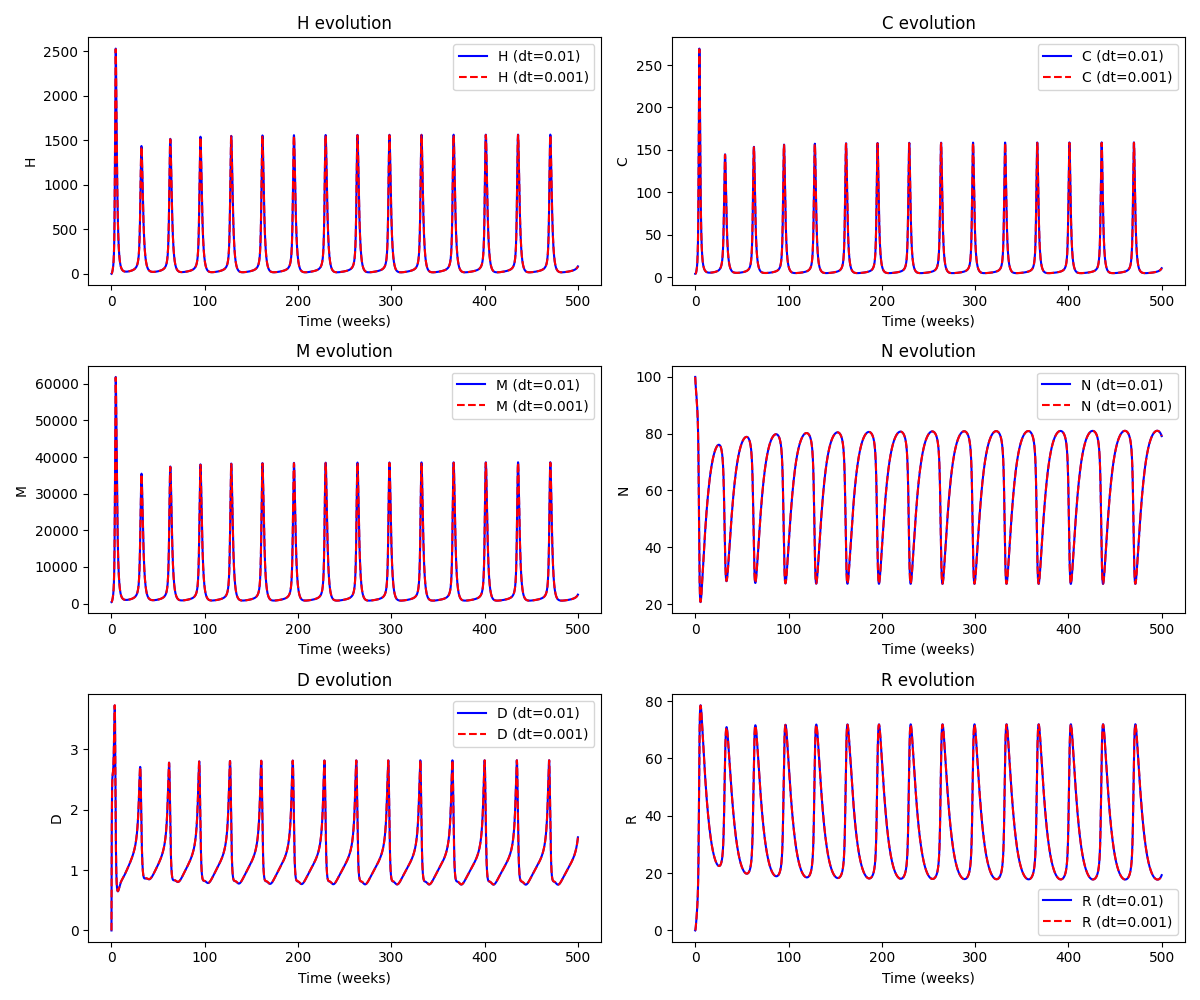 H evolution
H
2500
2000
1500
1000
500
0
H (dt=0.01)
H (dt=0.001)
0 100 200 300 400 500
Time (weeks)
C evolution
C
250
200
150
100
50
0
C (dt=0.01)
C (dt=0.001)
0 100 200 300 400 500
Time (weeks)
M evolution
M
60000
50000
40000
30000
20000
10000
0
M (dt=0.01)
M (dt=0.001)
0 100 200 300 400 500
Time (weeks)
N evolution
N
100
80
60
40
20
N (dt=0.01)
N (dt=0.001)
0 100 200 300 400 500
Time (weeks)
D evolution
D
3
2
1
0
D (dt=0.01)
D (dt=0.001)
0 100 200 300 400 500
Time (weeks)
R evolution
R
80
60
40
20
0
R (dt=0.01)
R (dt=0.001)
0 100 200 300 400 500
Time (weeks)